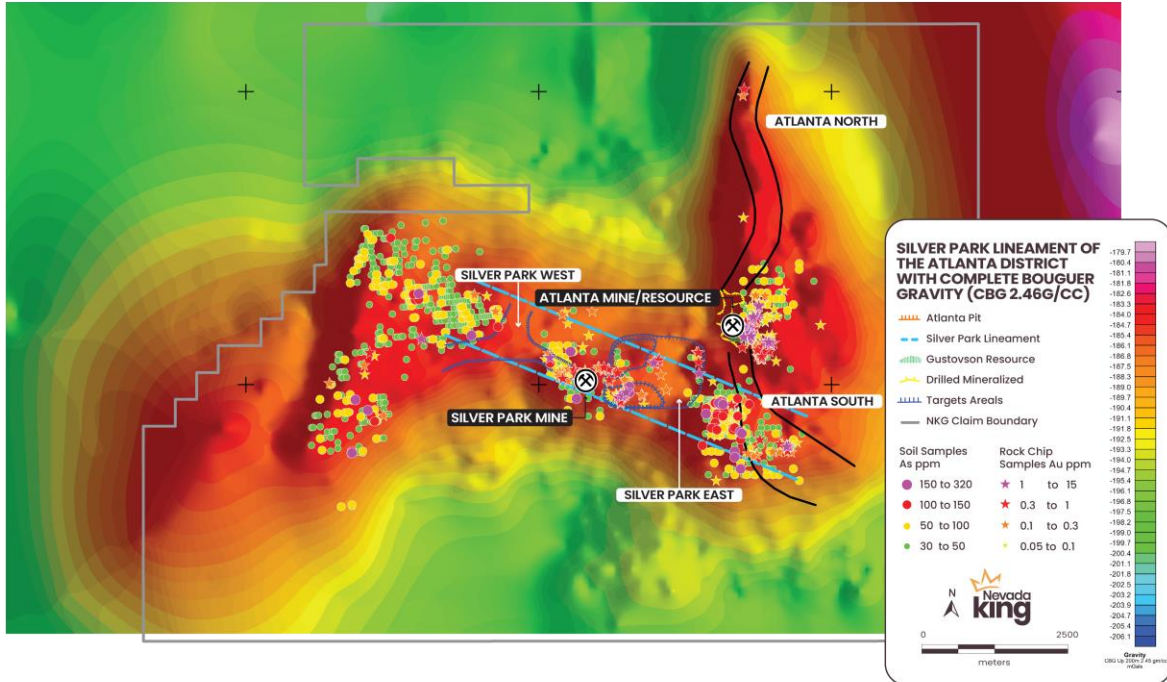 ATLANTA NORTH
SILVER PARK WEST
ATLANTA MINE/RESOURCE
SILVER PARK MINE
ATLANTA SOUTH
SILVER PARK EAST
SILVER PARK LINEAMENT OF
THE ATLANTA DISTRICT
WITH COMPLETE BOUGUER
GRAVITY (CBG 2.46G/CC)
Atlanta Pit
Silver Park Lineament
Gustovson Resource
Drilled Mineralized
Targets Areals
NKG Claim Boundary
Soil Samples
As ppm
150 to 320
100 to 150
50 to 100
30 to 50
Rock Chip
Samples Au ppm
1 to 15
0.3 to 1
0.1 to 0.3
0.05 to 0.1
N
Nevada
king
0 2500
meters
-179.7
-180.4
-181.1
-181.8
-182.6
-183.3
-184.0
-184.7
-185.4
-186.1
-186.8
-187.5
-188.3
-189.0
-189.7
-190.4
-191.1
-191.8
-192.5
-193.3
-194.0
-194.7
-195.4
-196.1
-196.8
-197.5
-198.2
-199.0
-199.7
-200.4
-201.1
-201.8
-202.5
-203.2
-203.9
-204.7
-205.4
-206.1
Gravity
CBG Up 200m 2.46 gm/cc
mGals